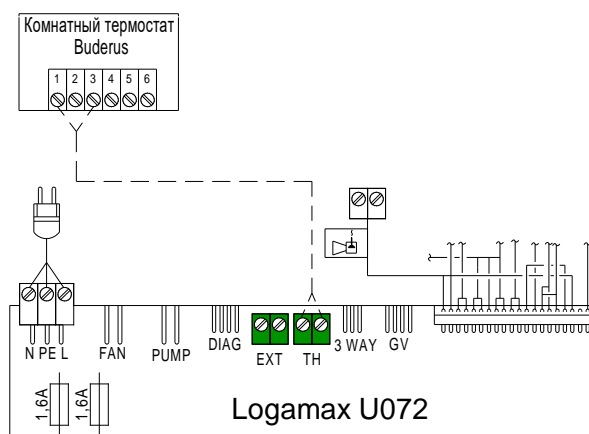 Комнатный термостат
Buderus
1 2 3 4 5 6
N PE L FAN PUMP DIAG EXT TH 3 WAY GV
1,6A 1,6A
Logamax U072